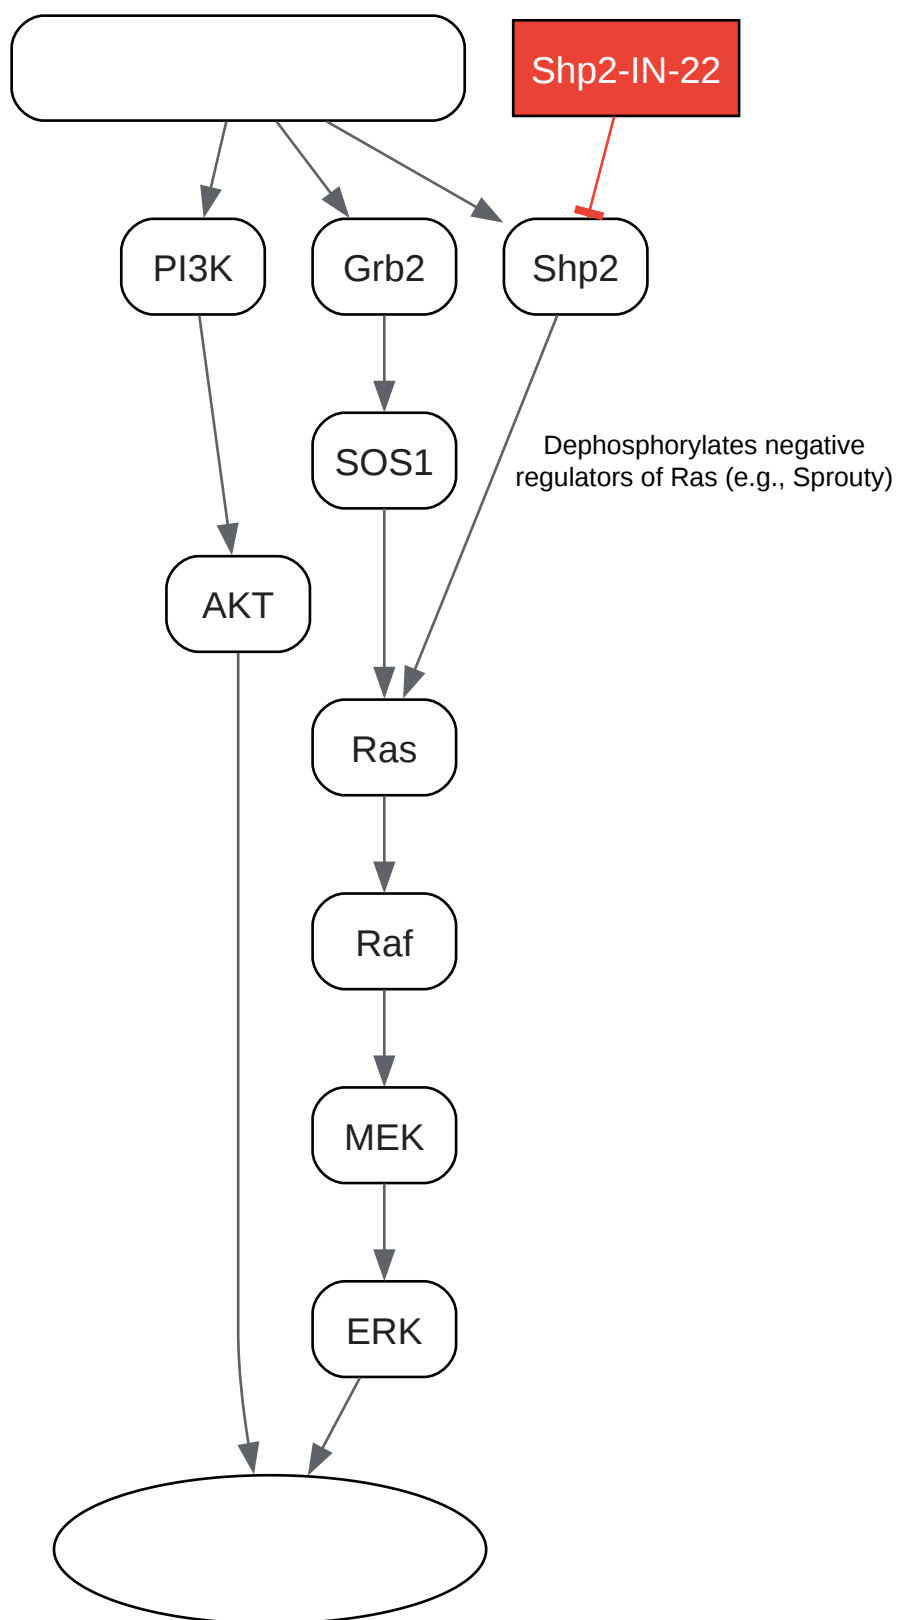 Shp2-IN-22
PI3K
Grb2
Shp2
Dephosphorylates negative
regulators of Ras (e.g., Sprouty)
SOS1
AKT
Ras
Raf
MEK
ERK